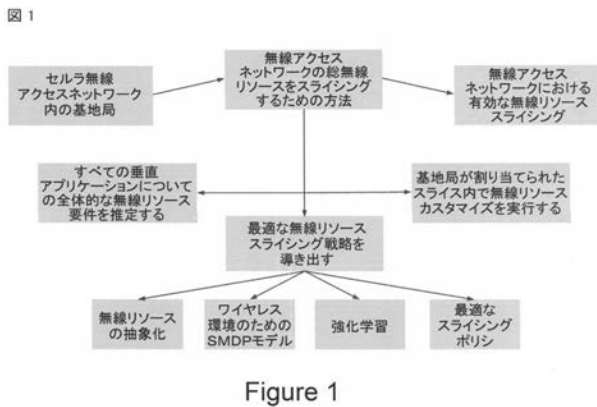 図 1
セルラ無線
アクセスネットワーク
内の基地局
無線アクセス
ネットワークの総無線
リソースをスライシング
するための方法
無線アクセス
ネットワークにおける
有効な無線リソース
スライシング
すべての垂直
アプリケーションについて
の全体的な無線リソース
要件を推定する
基地局が割り当てられた
スライス内で無線リソース
カスタマイズを実行する
最適な無線リソース
スライシング戦略を
導き出す
無線リソース
の抽象化
ワイヤレス
環境のための
SMDPモデル
強化学習
最適な
スライシング
ポリシ
Figure 1